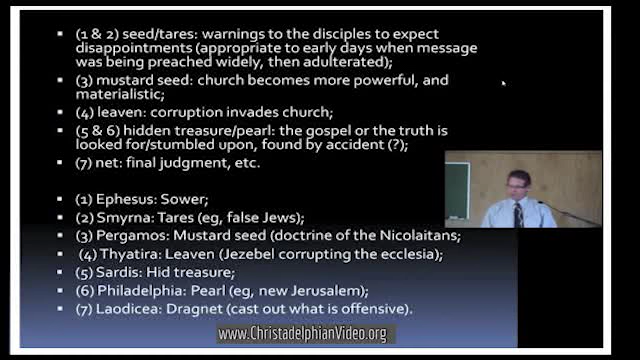 (1 & 2) seed/tares: warnings to the disciples to expect
disappointments (appropriate to early days when message
was being preached widely, then adulterated);
(3) mustard seed: church becomes more powerful, and
materialistic;
(4) leaven: corruption invades church;
(5 & 6) hidden treasure/pearl: the gospel or the truth is
looked for/stumbled upon, found by accident (?);
(7) net: final judgment, etc.
(1) Ephesus: Sower;
(2) Smyrna: Tares (eg, false Jews);
(3) Pergamos: Mustard seed (doctrine of the Nicolaitans;
(4) Thyatira: Leaven (Jezebel corrupting the ecclesia);
(5) Sardis: Hid treasure;
(6) Philadelphia: Pearl (eg, new Jerusalem);
(7) Laodicea: Dragnet (cast out what is offensive).
www.ChristadelphianVideo.org